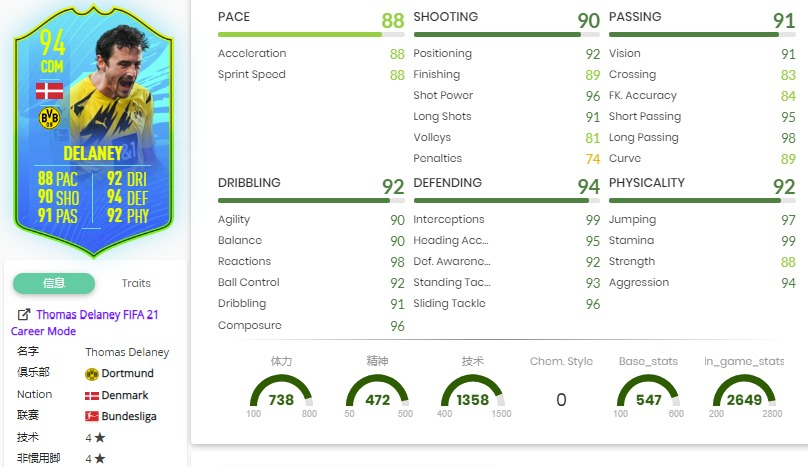 94
CDM
BVB
09
DELANEY
88 PAC 92 DRI
90 SHO 94 DEF
91 PAS 92 PHY
信息 Traits
Thomas Delaney FIFA 21
Career Mode
名字 Thomas Delaney
俱乐部 Dortmund
Nation Denmark
联赛 Bundesliga
技术 4 ★
非惯用脚 4 ★
PACE 88
Acceleration 88
Sprint Speed 88
SHOOTING 90
Positioning 92
Finishing 89
Shot Power 96
Long Shots 91
Volleys 81
Penalties 74
PASSING 91
Vision 91
Crossing 83
FK. Accuracy 84
Short Passing 95
Long Passing 98
Curve 89
DRIBBLING 92
Agility 90
Balance 90
Reactions 98
Ball Control 92
Dribbling 91
Composure 96
DEFENDING 94
Interceptions 99
Heading Acc... 95
Def. Awarene... 92
Standing Tac... 93
Sliding Tackle 96
PHYSICALITY 92
Jumping 97
Stamina 99
Strength 88
Aggression 94
体力 精神 技术 Chem. Style Base_stats In_game_stats
738 472 1358 0 547 2649
100 800 50 500 400 1500 100 600 200 2800